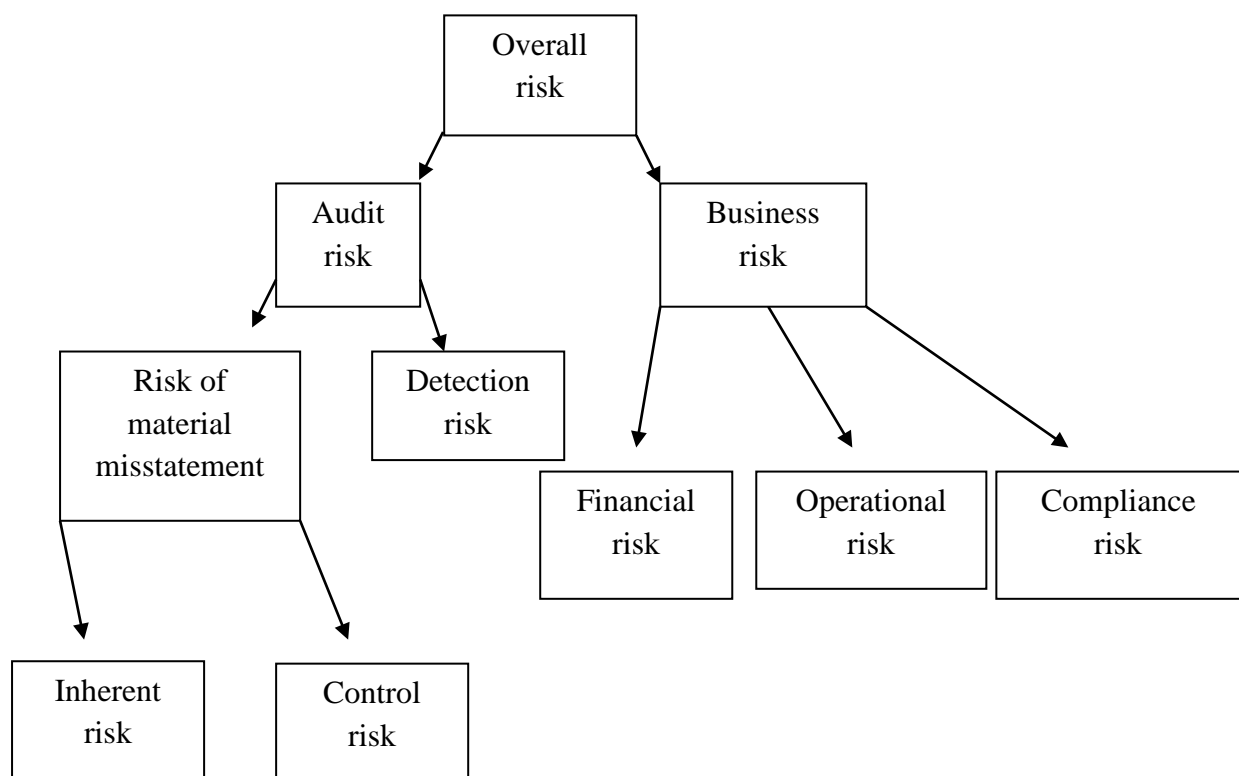 Overall
risk
Audit
risk
Business
risk
Risk of
material
misstatement
Detection
risk
Financial
risk
Operational
risk
Compliance
risk
Inherent
risk
Control
risk